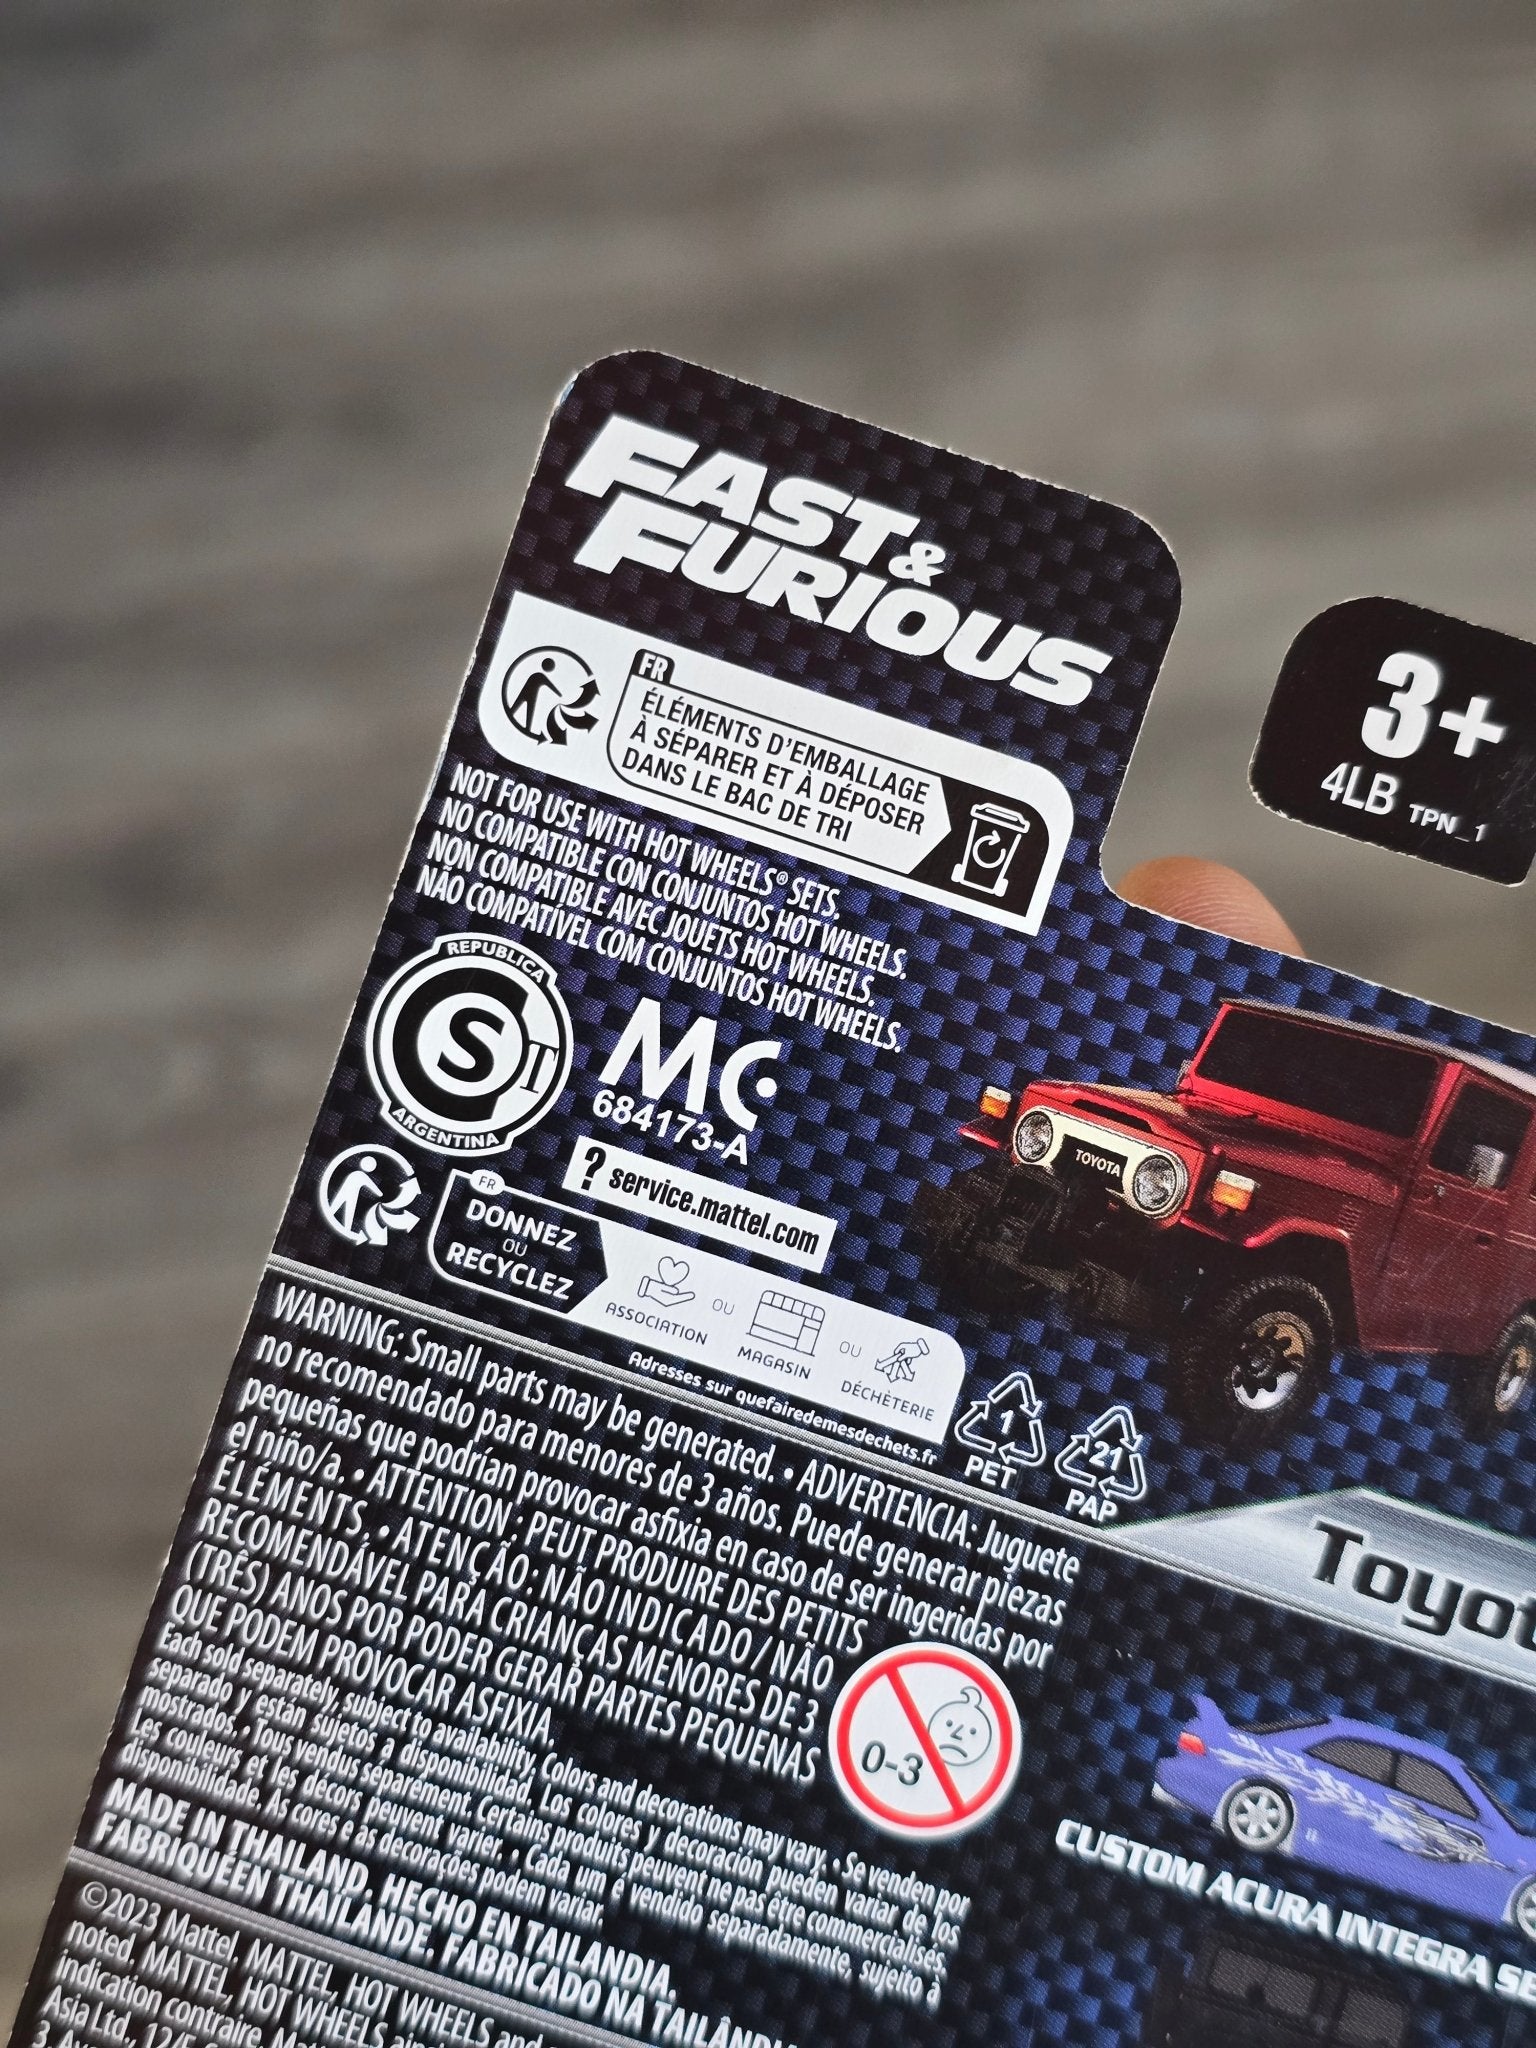 FAST &
FURIOUS
FR
ÉLÉMENTS D'EMBALLAGE
À SÉPARER ET À DÉPOSER
DANS LE BAC DE TRI
3+
4LB TPN_1
NOT FOR USE WITH HOT WHEELS® SETS.
NO COMPATIBLE CON CONJUNTOS HOT WHEELS.
NON COMPATIBLE AVEC JOUETS HOT WHEELS.
NÃO COMPATÍVEL COM CONJUNTOS HOT WHEELS.
REPUBLICA
S
T
ARGENTINA
MC
684173-A
? service.mattel.com
TOYOTA
FR
DONNEZ
OU
RECYCLEZ
ASSOCIATION
OU
MAGASIN
OU
DÉCHÈTERIE
Adresses sur quefairedemesdechets.fr
1
PET
21
PAP
WARNING: Small parts may be generated. • ADVERTENCIA: Juguete
no recomendado para menores de 3 años. Puede generar piezas
pequeñas que podrían provocar asfixia en caso de ser ingeridas por
el niño/a. • ATTENTION : PEUT PRODUIRE DES PETITS
ÉLÉMENTS. • ATENÇÃO: NÃO INDICADO / NÃO
RECOMENDÁVEL PARA CRIANÇAS MENORES DE 3
(TRÊS) ANOS POR PODER GERAR PARTES PEQUENAS
QUE PODEM PROVOCAR ASFIXIA.
0-3
Each sold separately, subject to availability. Colors and decorations may vary. • Se venden por
separado y están sujetos a disponibilidad. Los colores y decoración pueden variar de los
mostrados. • Tous vendus séparément. Certains produits peuvent ne pas être commercialisés.
Les couleurs et les décors peuvent varier. • Cada um é vendido separadamente, sujeito à
disponibilidade. As cores e as decorações podem variar.
MADE IN THAILAND. HECHO EN TAILANDIA.
FABRIQUÉ EN THAÏLANDE. FABRICADO NA TAILÂNDI
©2023 Mattel. MATTEL, HOT WHEELS and
noted, MATTEL, HOT WHEELS
indication contraire,
Asia Ltd., 12/F
3
Toyot
CUSTOM ACURA INTEGRA SE